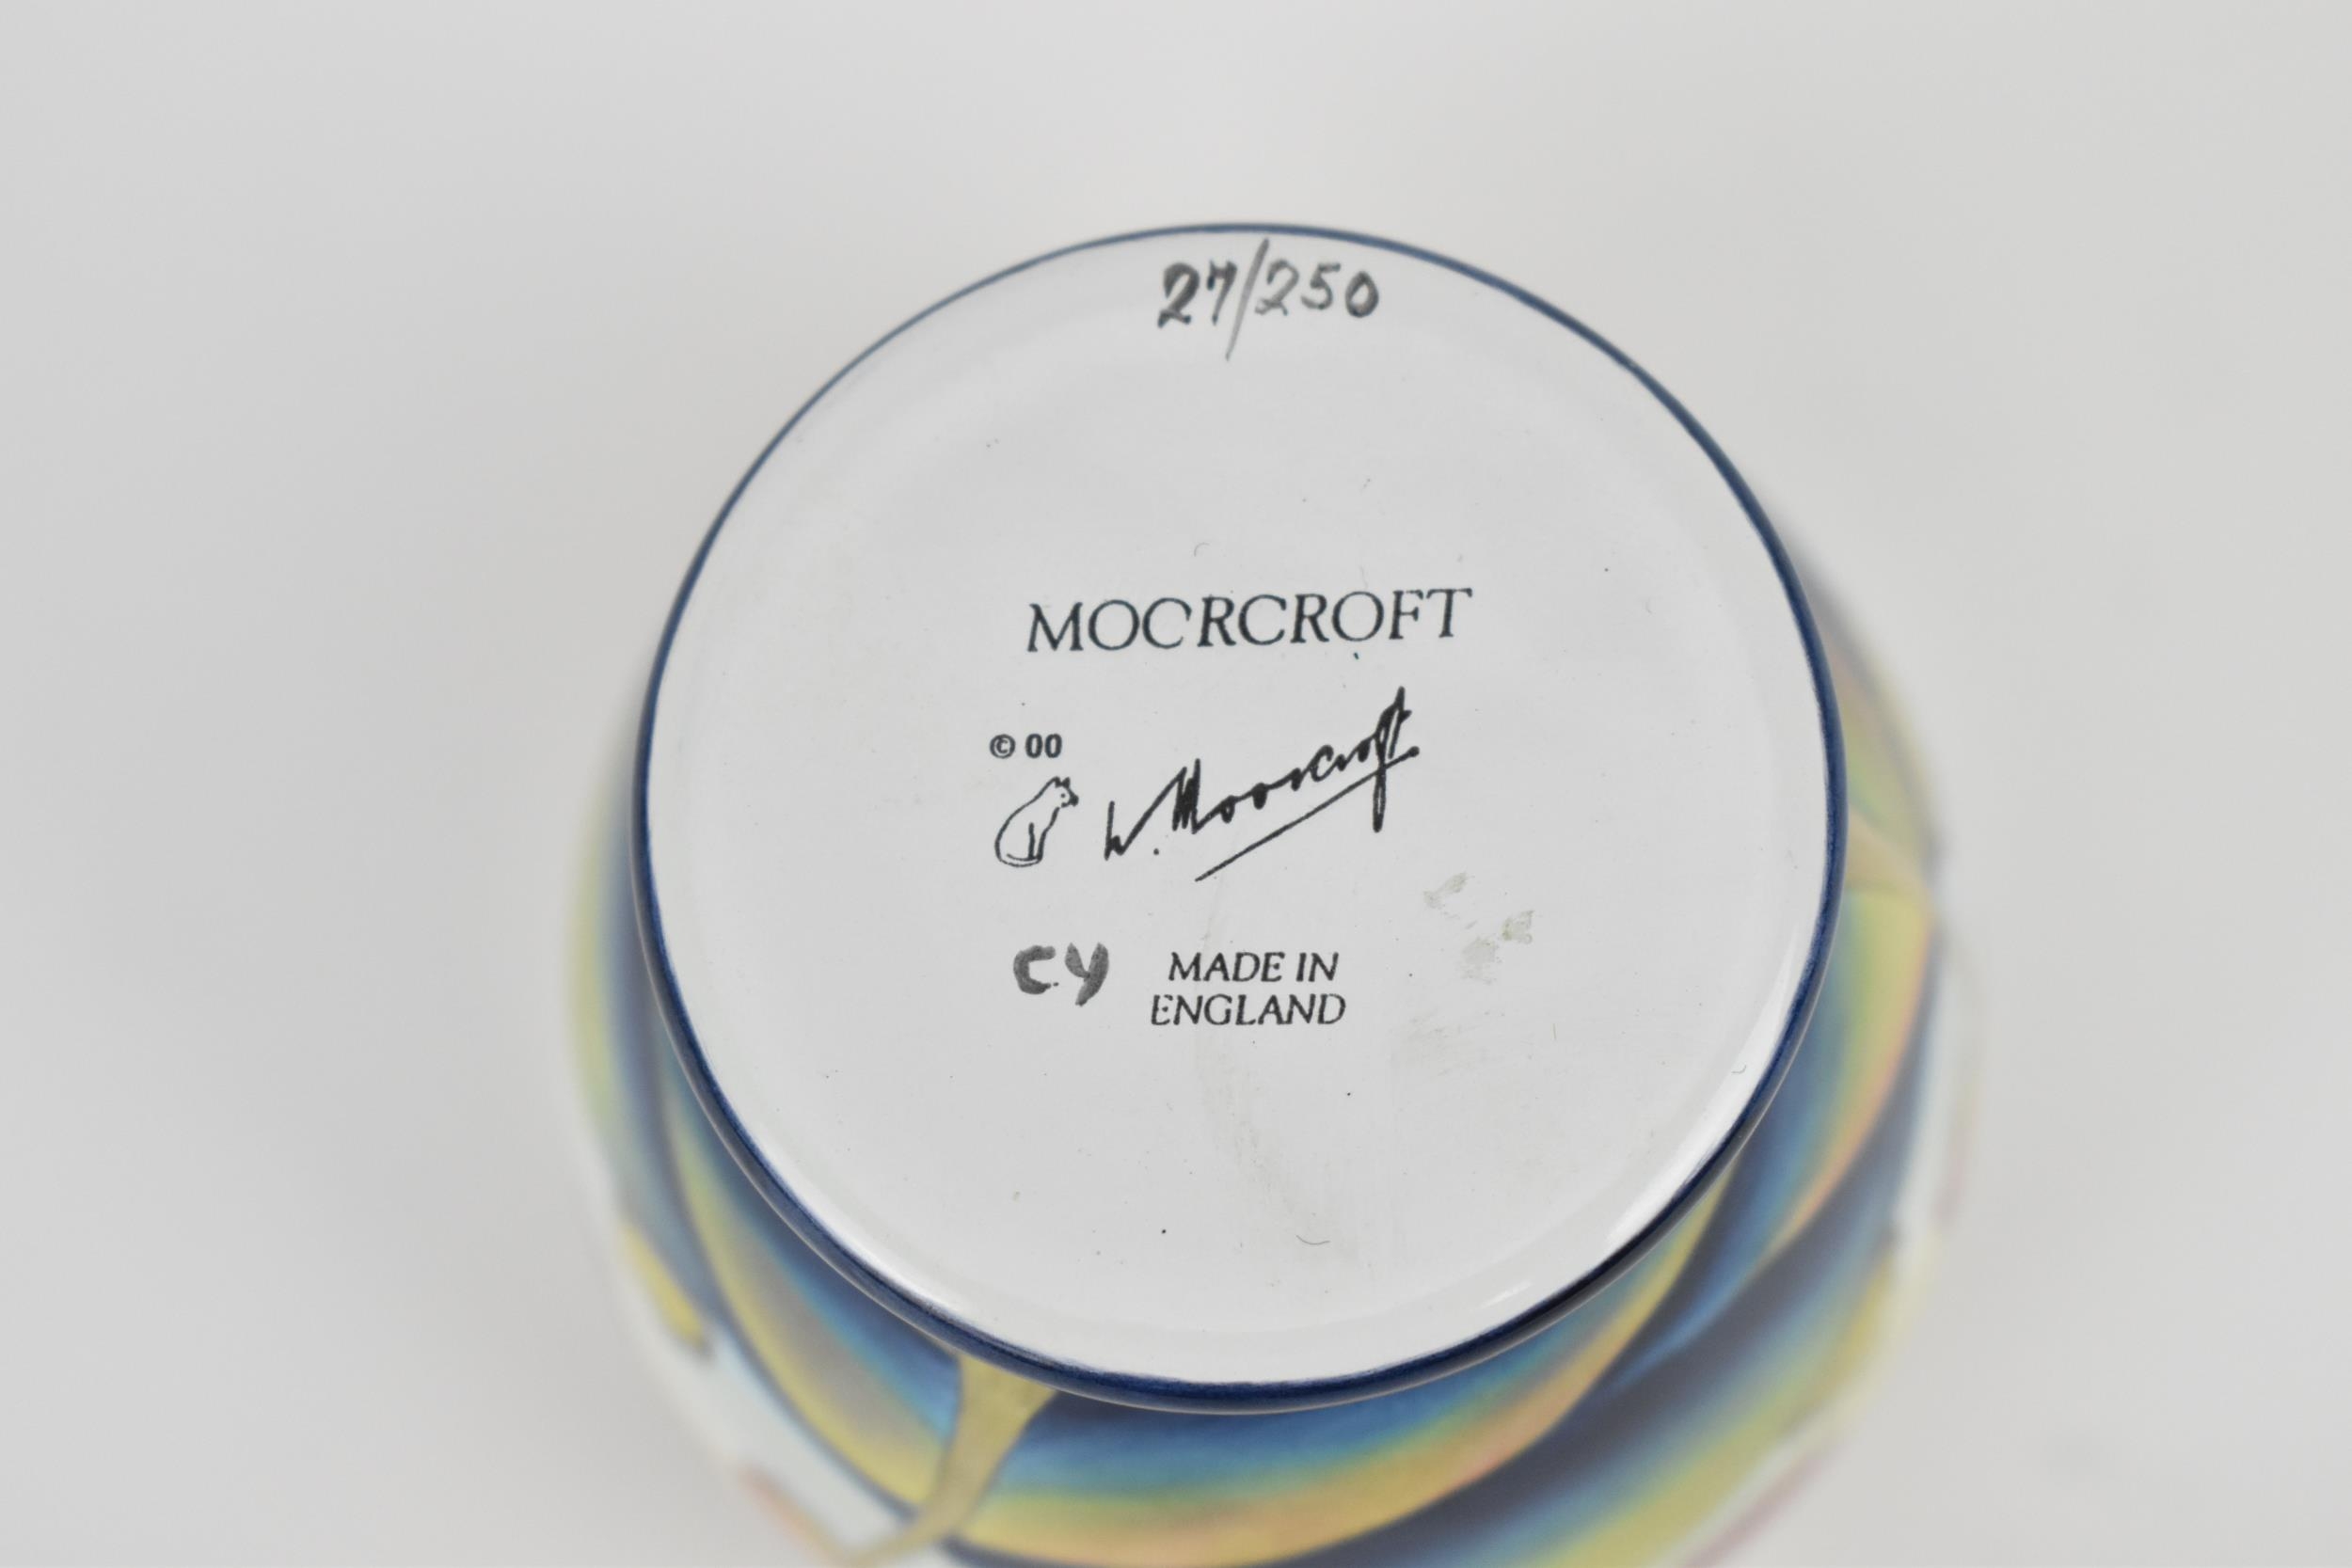 27/250
MOCRCROFT
© 00
W. Moorcroft
CY
MADE IN
ENGLAND